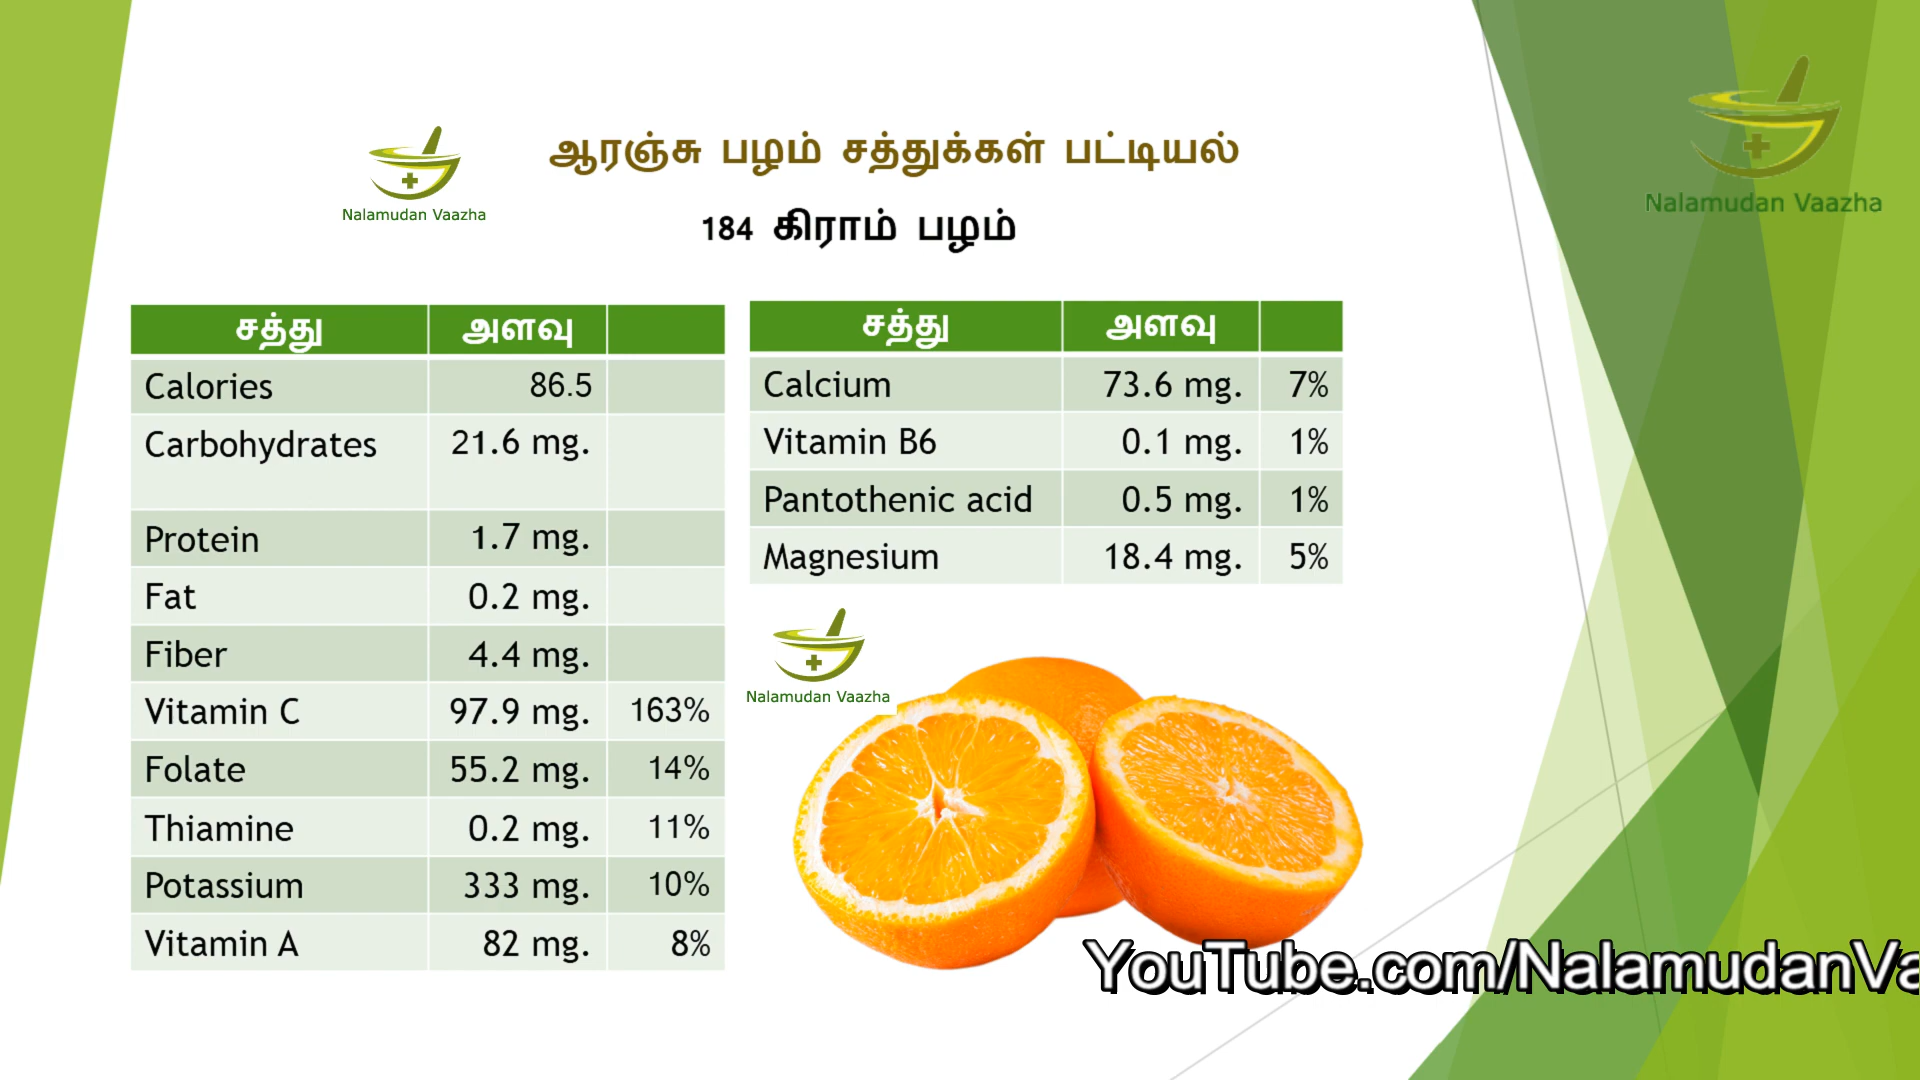 Nalamudan Vaazha
ஆரஞ்சு பழம் சத்துக்கள் பட்டியல்
184 கிராம் பழம்
Nalamudan Vaazha
சத்து அளவு
Calories 86.5
Carbohydrates 21.6 mg.
Protein 1.7 mg.
Fat 0.2 mg.
Fiber 4.4 mg.
Vitamin C 97.9 mg. 163%
Folate 55.2 mg. 14%
Thiamine 0.2 mg. 11%
Potassium 333 mg. 10%
Vitamin A 82 mg. 8%
சத்து அளவு
Calcium 73.6 mg. 7%
Vitamin B6 0.1 mg. 1%
Pantothenic acid 0.5 mg. 1%
Magnesium 18.4 mg. 5%
Nalamudan Vaazha
YouTube.com/NalamudanVa